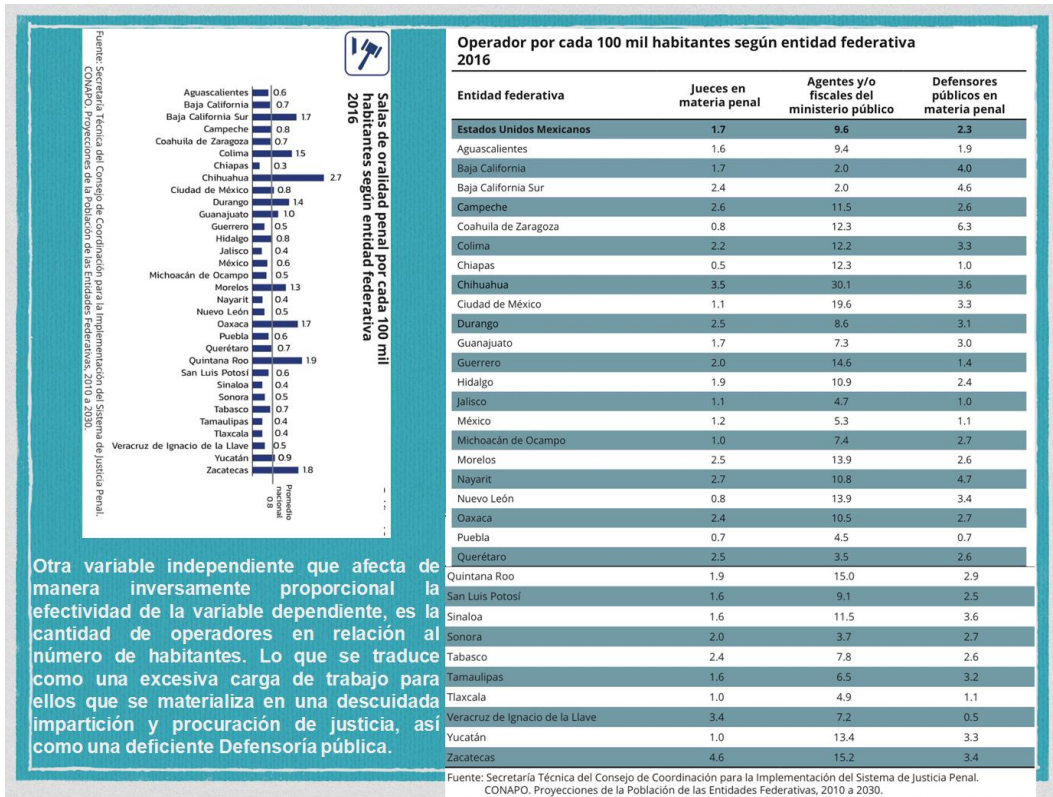 Salas de oralidad penal por cada 100 mil
habitantes según entidad federativa
2016
Aguascalientes 0.6
Baja California 0.7
Baja California Sur 1.7
Campeche 0.8
Coahuila de Zaragoza 0.7
Colima 1.5
Chiapas 0.3
Chihuahua 2.7
Ciudad de México 0.8
Durango 1.4
Guanajuato 1.0
Guerrero 0.5
Hidalgo 0.8
Jalisco 0.4
México 0.6
Michoacán de Ocampo 0.5
Morelos 1.3
Nayarit 0.4
Nuevo León 0.5
Oaxaca 1.7
Puebla 0.6
Querétaro 0.7
Quintana Roo 1.9
San Luis Potosí 0.6
Sinaloa 0.4
Sonora 0.5
Tabasco 0.7
Tamaulipas 0.4
Tlaxcala 0.4
Veracruz de Ignacio de la Llave 0.5
Yucatán 0.9
Zacatecas 1.8
Promedio
nacional
0.8
Fuente: Secretaría Técnica del Consejo de Coordinación para la Implementación del Sistema de Justicia Penal.
CONAPO. Proyecciones de la Población de las Entidades Federativas, 2010 a 2030.
Otra variable independiente que afecta de
manera inversamente proporcional la
efectividad de la variable dependiente, es la
cantidad de operadores en relación al
número de habitantes. Lo que se traduce
como una excesiva carga de trabajo para
ellos que se materializa en una descuidada
impartición y procuración de justicia, así
como una deficiente Defensoría pública.
Operador por cada 100 mil habitantes según entidad federativa
2016
Entidad federativa Jueces en materia penal Agentes y/o fiscales del ministerio público Defensores públicos en materia penal
Estados Unidos Mexicanos 1.7 9.6 2.3
Aguascalientes 1.6 9.4 1.9
Baja California 1.7 2.0 4.0
Baja California Sur 2.4 2.0 4.6
Campeche 2.6 11.5 2.6
Coahuila de Zaragoza 0.8 12.3 6.3
Colima 2.2 12.2 3.3
Chiapas 0.5 12.3 1.0
Chihuahua 3.5 30.1 3.6
Ciudad de México 1.1 19.6 3.3
Durango 2.5 8.6 3.1
Guanajuato 1.7 7.3 3.0
Guerrero 2.0 14.6 1.4
Hidalgo 1.9 10.9 2.4
Jalisco 1.1 4.7 1.0
México 1.2 5.3 1.1
Michoacán de Ocampo 1.0 7.4 2.7
Morelos 2.5 13.9 2.6
Nayarit 2.7 10.8 4.7
Nuevo León 0.8 13.9 3.4
Oaxaca 2.4 10.5 2.7
Puebla 0.7 4.5 0.7
Querétaro 2.5 3.5 2.6
Quintana Roo 1.9 15.0 2.9
San Luis Potosí 1.6 9.1 2.5
Sinaloa 1.6 11.5 3.6
Sonora 2.0 3.7 2.7
Tabasco 2.4 7.8 2.6
Tamaulipas 1.6 6.5 3.2
Tlaxcala 1.0 4.9 1.1
Veracruz de Ignacio de la Llave 3.4 7.2 0.5
Yucatán 1.0 13.4 3.3
Zacatecas 4.6 15.2 3.4
Fuente: Secretaría Técnica del Consejo de Coordinación para la Implementación del Sistema de Justicia Penal.
CONAPO. Proyecciones de la Población de las Entidades Federativas, 2010 a 2030.